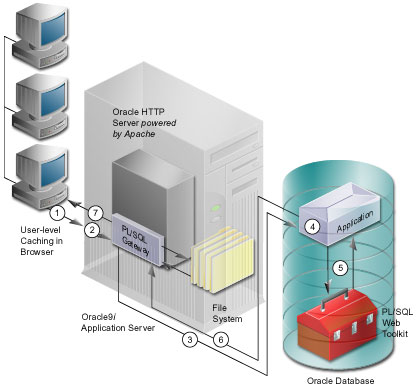 Oracle HTTP
Server powered
by Apache
1
7
2
PL/SQL
Gateway
User-level
Caching in
Browser
4
Application
5
File
System
Oracle9i
Application Server
3
6
PL/SQL
Web
Toolkit
Oracle Database